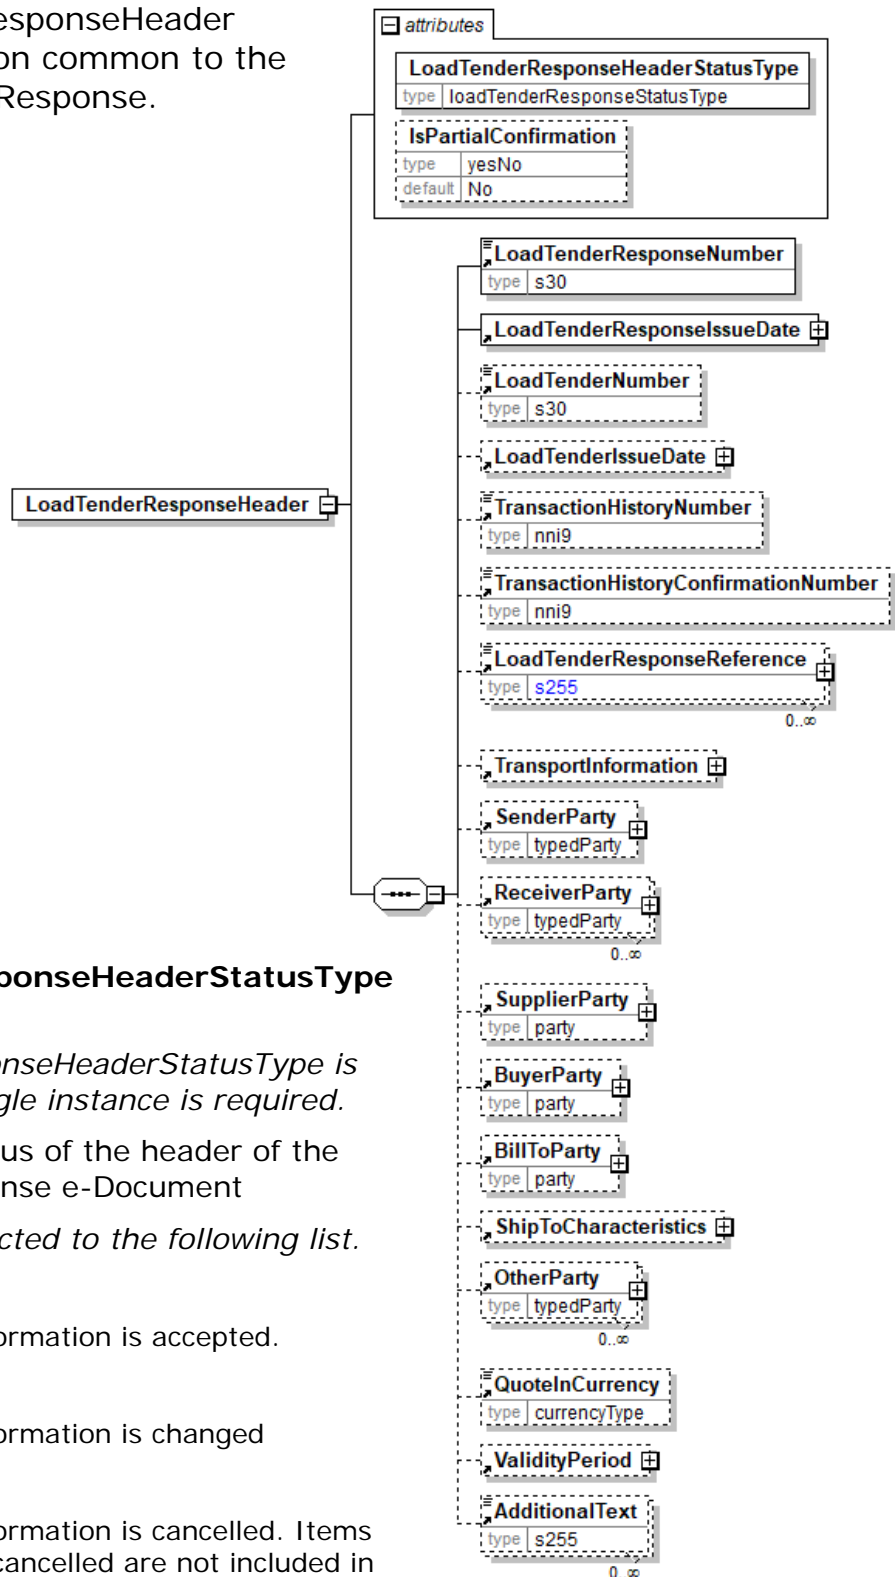 esponseHeader
on common to the
Response.
attributes
LoadTenderResponseHeaderStatusType
type loadTenderResponseStatusType
IsPartialConfirmation
type yesNo
default No
LoadTenderResponseNumber
type s30
LoadTenderResponseIssueDate
LoadTenderNumber
type s30
LoadTenderIssueDate
LoadTenderResponseHeader
TransactionHistoryNumber
type nni9
TransactionHistoryConfirmationNumber
type nni9
LoadTenderResponseReference
type s255
0..∞
TransportInformation
SenderParty
type typedParty
ReceiverParty
type typedParty
0..∞
SupplierParty
type party
BuyerParty
type party
BillToParty
type party
ShipToCharacteristics
OtherParty
type typedParty
0..∞
QuoteInCurrency
type currencyType
ValidityPeriod
AdditionalText
type s255
0..∞
ponseHeaderStatusType
onseHeaderStatusType is
gle instance is required.
us of the header of the
nse e-Document
cted to the following list.
ormation is accepted.
ormation is changed
ormation is cancelled. Items
cancelled are not included in